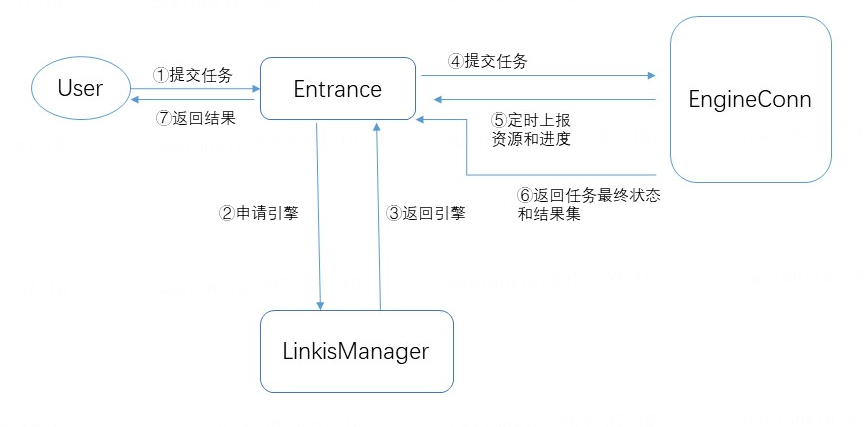 User
①提交任务
⑦返回结果
Entrance
④提交任务
⑤定时上报
资源和进度
⑥返回任务最终状态
和结果集
EngineConn
②申请引擎
③返回引擎
LinkisManager